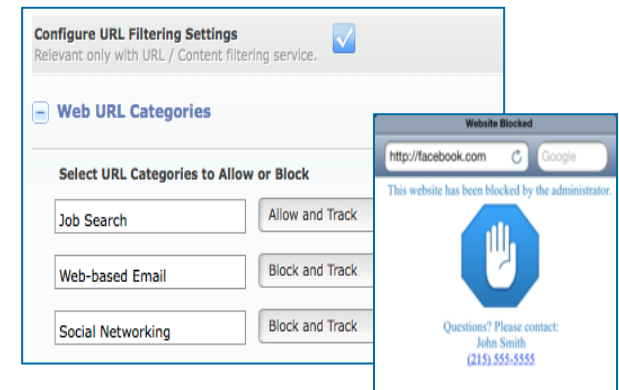 Configure URL Filtering Settings
Relevant only with URL / Content filtering service.
Web URL Categories
Select URL Categories to Allow or Block
Job Search
Allow and Track
Web-based Email
Block and Track
Social Networking
Block and Track
Website Blocked
http://facebook.com
Google
This website has been blocked by the administrator.
Questions? Please contact:
John Smith
(215) 555-5555